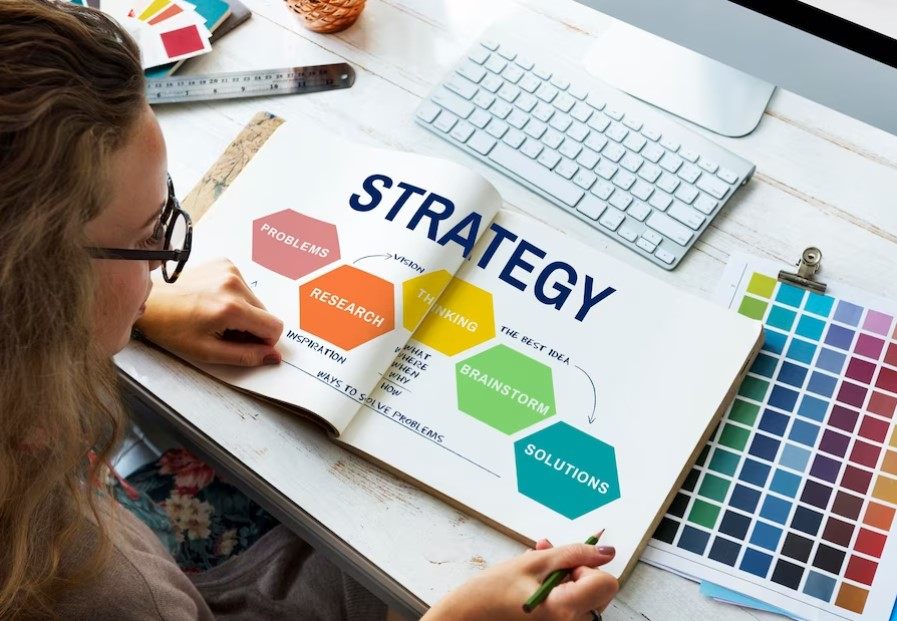 STRATEGY
PROBLEMS
VISION
RESEARCH
THINKING
INSPIRATION
WHAT
WHERE
WHEN
WHY
HOW
THE BEST IDEA
BRAINSTORM
WAYS TO SOLVE PROBLEMS
SOLUTIONS